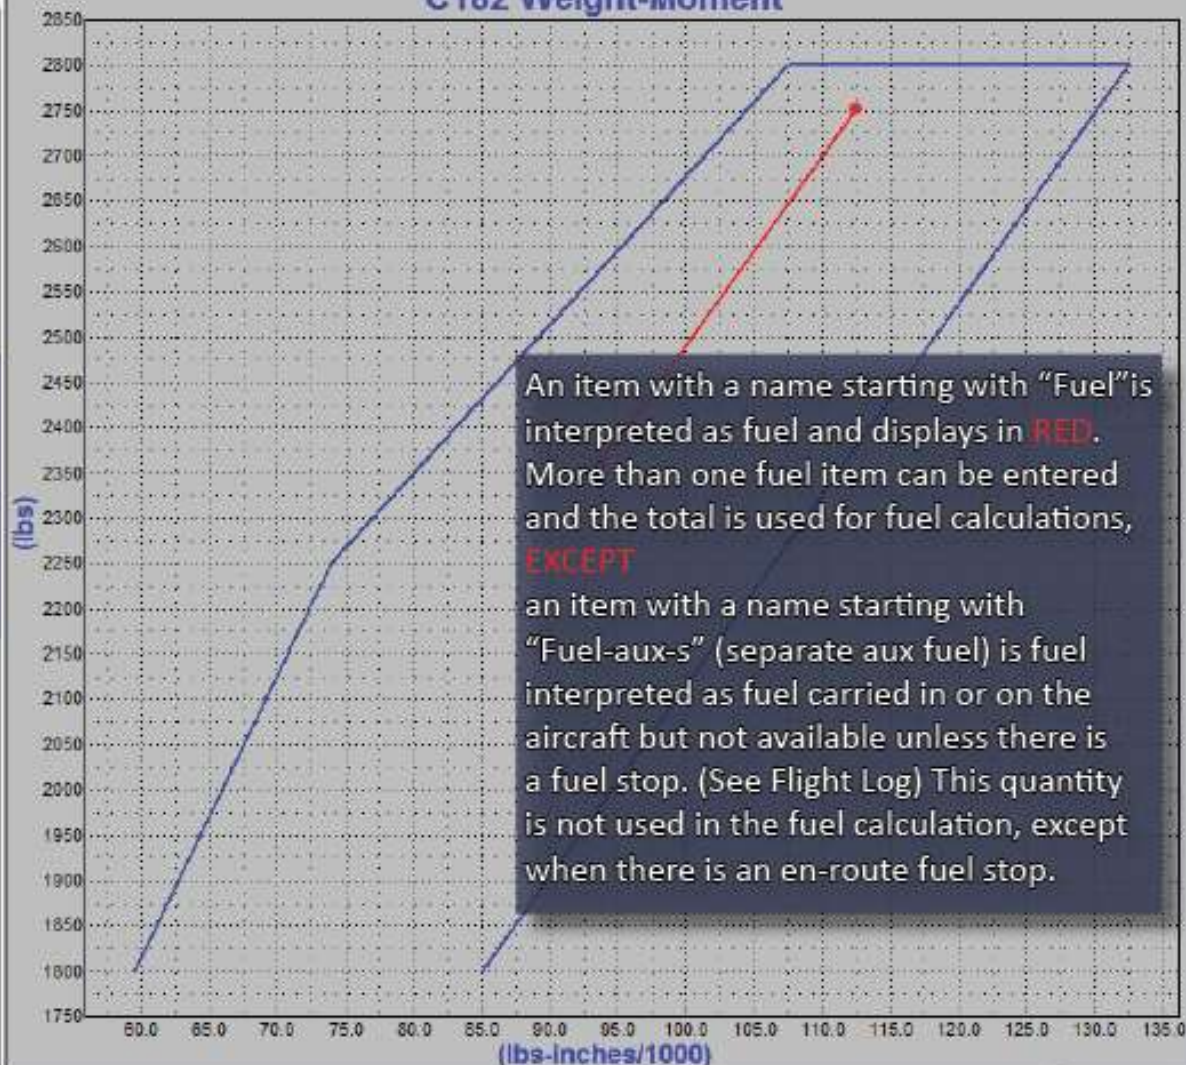 C182 Weight-Moment
2850
2800
2750
2700
2650
2600
2550
2500
2450
2400
2350
2300
2250
2200
2150
2100
2050
2000
1950
1900
1850
1800
1750
(lbs)
An item with a name starting with “Fuel”is
interpreted as fuel and displays in RED.
More than one fuel item can be entered
and the total is used for fuel calculations,
EXCEPT
an item with a name starting with
“Fuel-aux-s” (separate aux fuel) is fuel
interpreted as fuel carried in or on the
aircraft but not available unless there is
a fuel stop. (See Flight Log) This quantity
is not used in the fuel calculation, except
when there is an en-route fuel stop.
60.0 65.0 70.0 75.0 80.0 85.0 90.0 95.0 100.0 105.0 110.0 115.0 120.0 125.0 130.0 135.0
(lbs-inches/1000)